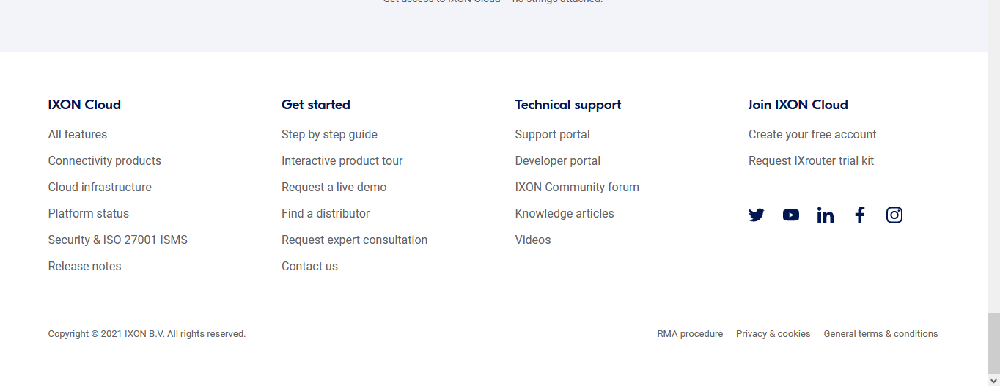 Get access to IXON Cloud – no strings attached.
IXON Cloud
All features
Connectivity products
Cloud infrastructure
Platform status
Security & ISO 27001 ISMS
Release notes
Get started
Step by step guide
Interactive product tour
Request a live demo
Find a distributor
Request expert consultation
Contact us
Technical support
Support portal
Developer portal
IXON Community forum
Knowledge articles
Videos
Join IXON Cloud
Create your free account
Request IXrouter trial kit
Copyright © 2021 IXON B.V. All rights reserved.
RMA procedure Privacy & cookies General terms & conditions